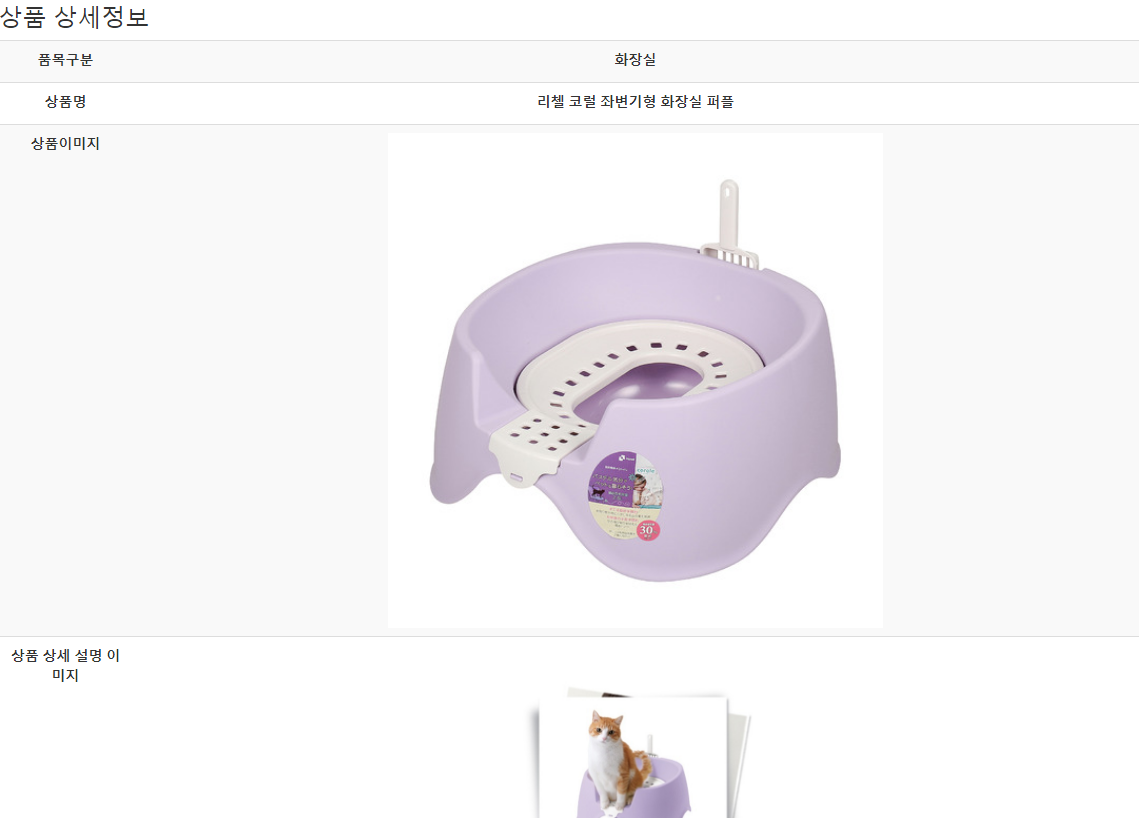 상품 상세정보
품목구분
화장실
상품명
리첼 코럴 좌변기형 화장실 퍼플
상품이미지
30
상품 상세 설명 이
미지